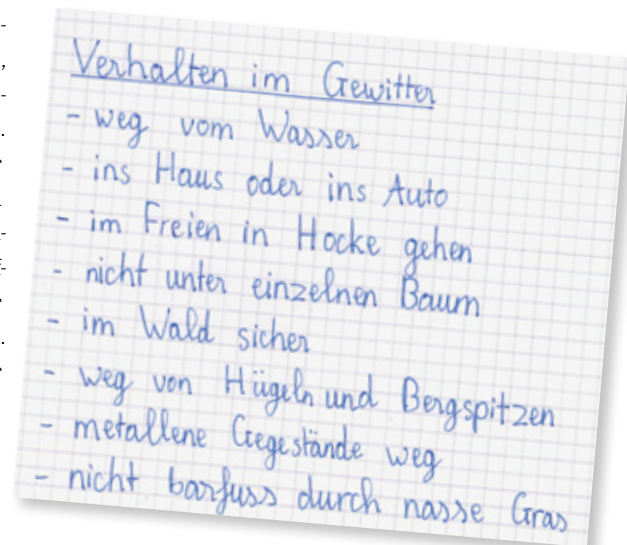 Verhalten im Gewitter
- weg vom Wasser
- ins Haus oder ins Auto
- im Freien in Hocke gehen
- nicht unter einzelnen Baum
- im Wald sicher
- weg von Hügeln und Bergspitzen
- metallene Gegestände weg
- nicht barfuss durch nasse Gras